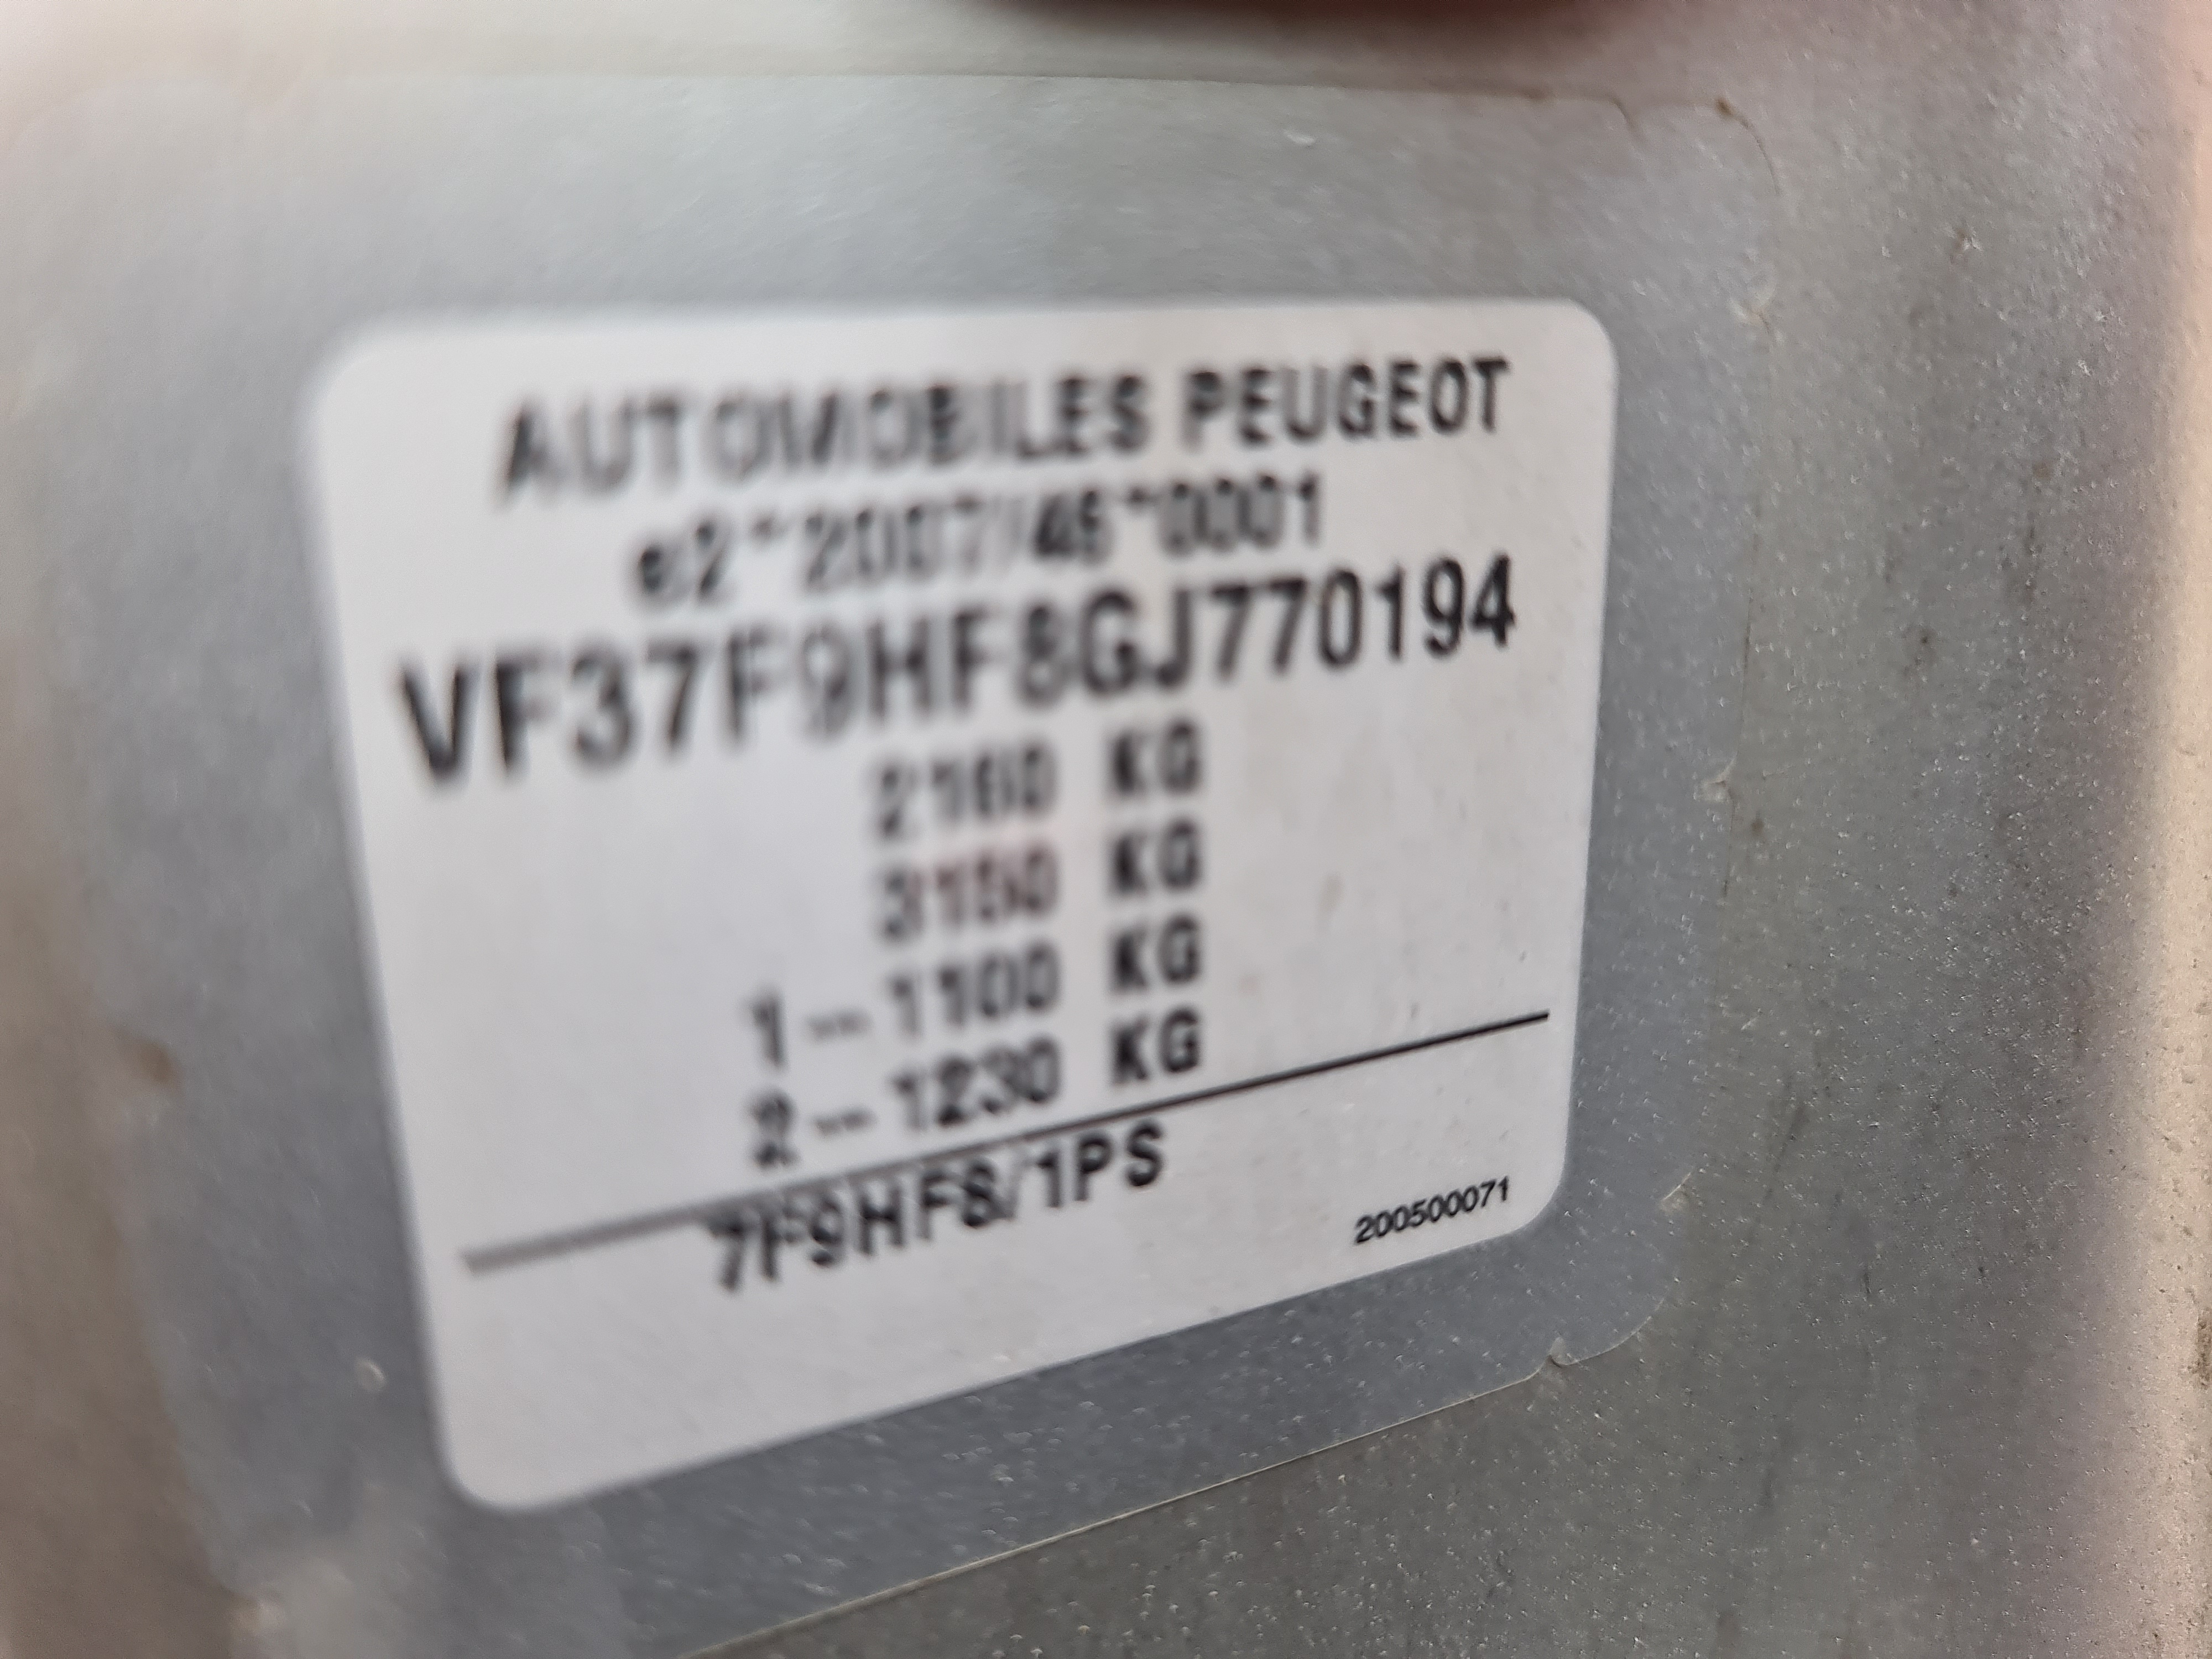 AUTOMOBILES PEUGEOT
e2*2007/46*0001
VF37F9HF8GJ770194
2160 KG
3150 KG
1--1100 KG
2--1230 KG
7F9HF8/1PS
200500071